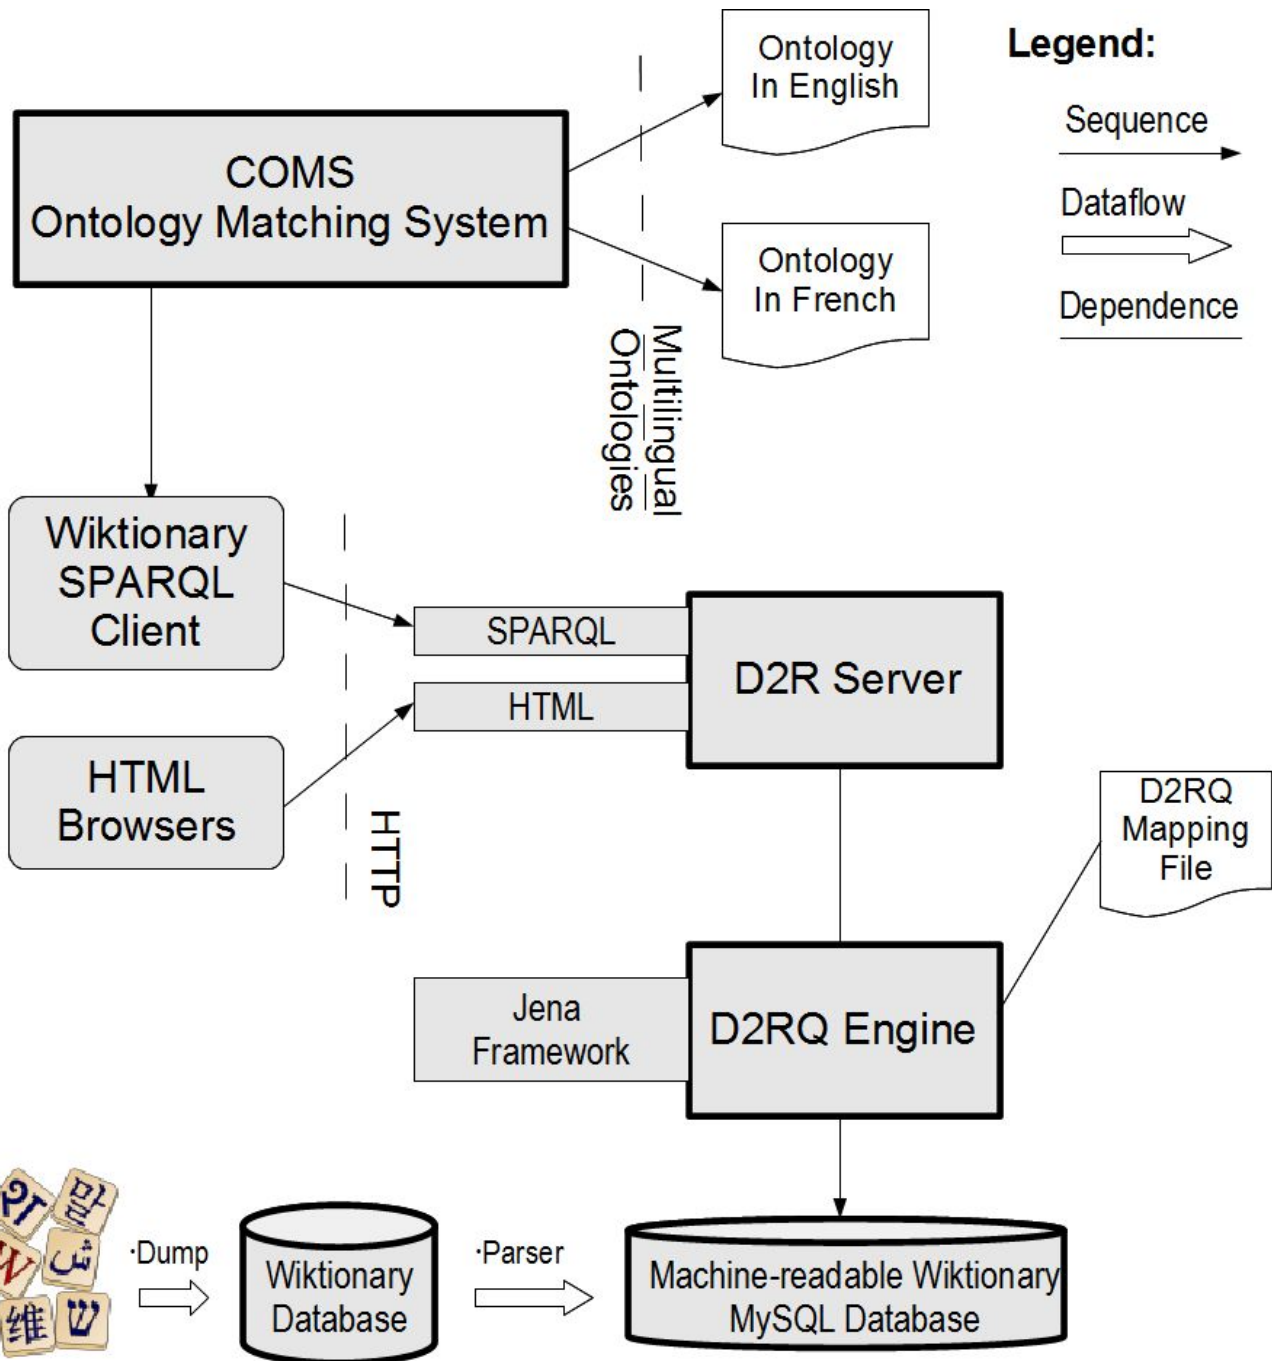 Ontology
In English
Legend:
Sequence
Dataflow
Dependence
COMS
Ontology Matching System
Ontology
In French
Multilingual
Ontologies
Wiktionary
SPARQL
Client
SPARQL
HTML
D2R Server
HTML
Browsers
HTTP
D2RQ
Mapping
File
Jena
Framework
D2RQ Engine
말
W
ش
维
ש
·Dump
Wiktionary
Database
·Parser
Machine-readable Wiktionary
MySQL Database